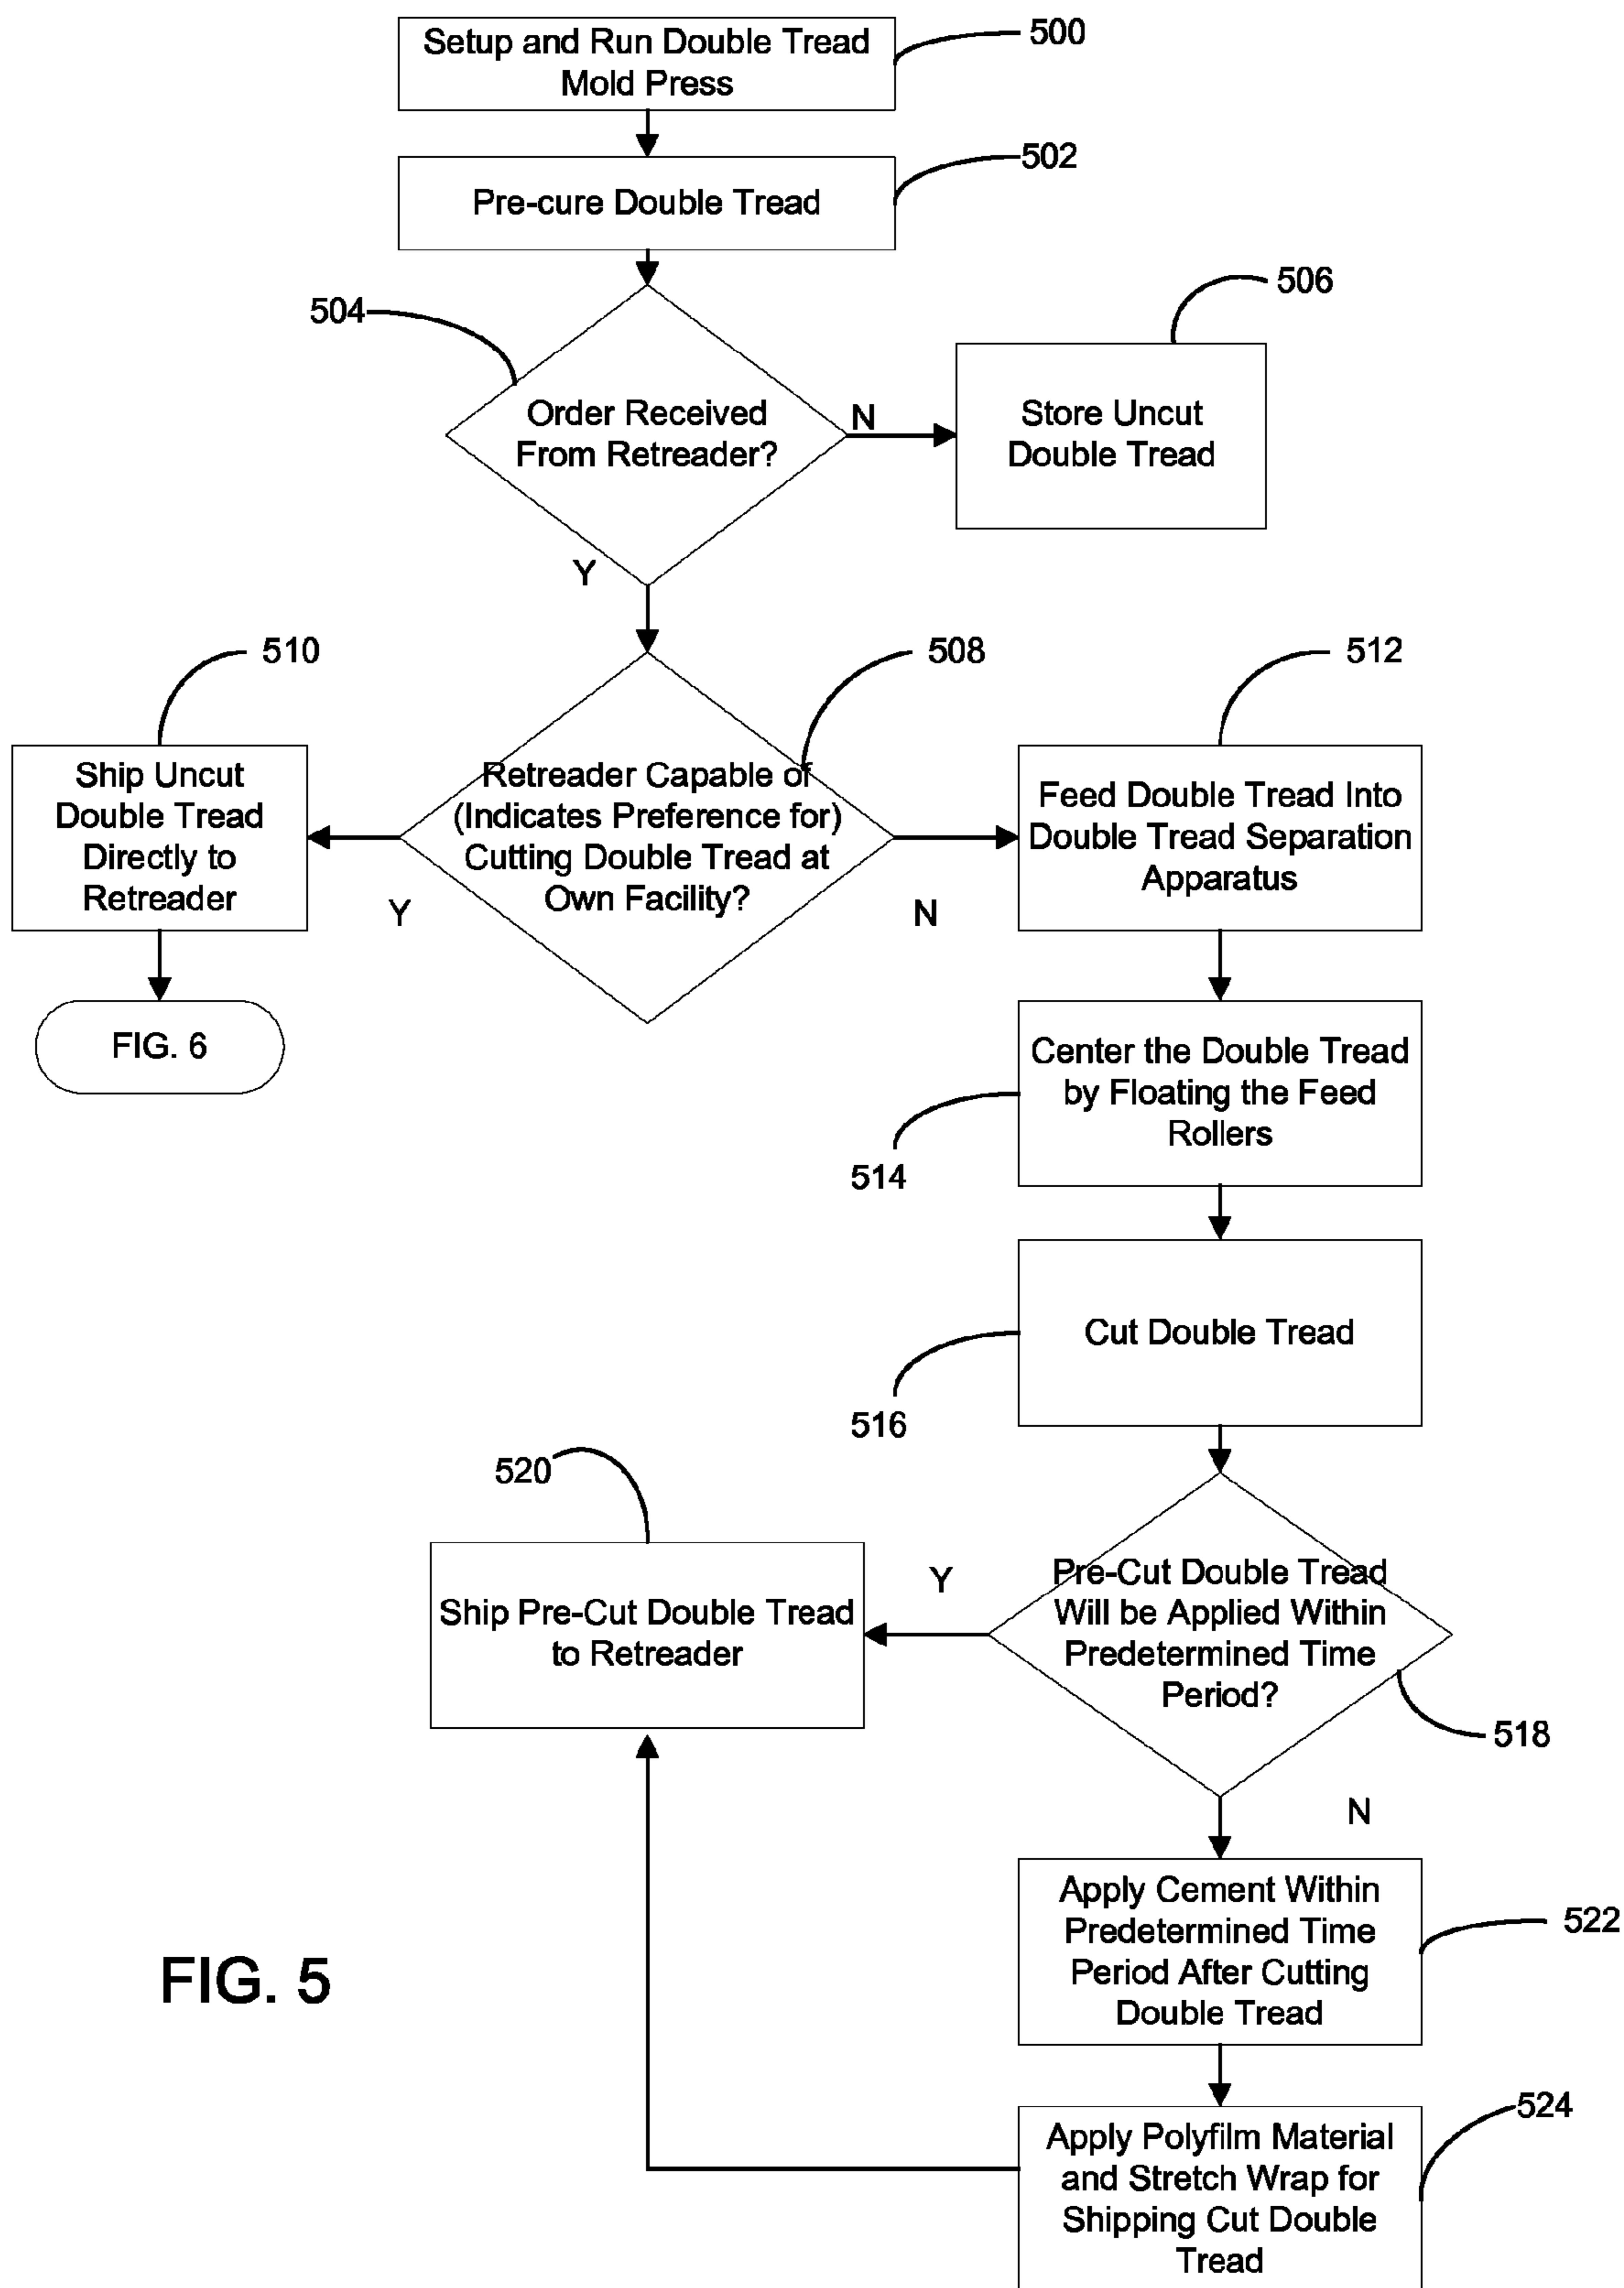 Setup and Run Double Tread
Mold Press
500
Pre-cure Double Tread
502
504
Order Received
From Retreader?
N
506
Store Uncut
Double Tread
Y
510
508
512
Ship Uncut
Double Tread
Directly to
Retreader
Retreader Capable of
(Indicates Preference for)
Cutting Double Tread at
Own Facility?
Feed Double Tread Into
Double Tread Separation
Apparatus
Y
N
FIG. 6
Center the Double Tread
by Floating the Feed
Rollers
514
Cut Double Tread
516
520
Ship Pre-Cut Double Tread
to Retreader
Y
Pre-Cut Double Tread
Will be Applied Within
Predetermined Time
Period?
518
N
Apply Cement Within
Predetermined Time
Period After Cutting
Double Tread
522
FIG. 5
524
Apply Polyfilm Material
and Stretch Wrap for
Shipping Cut Double
Tread